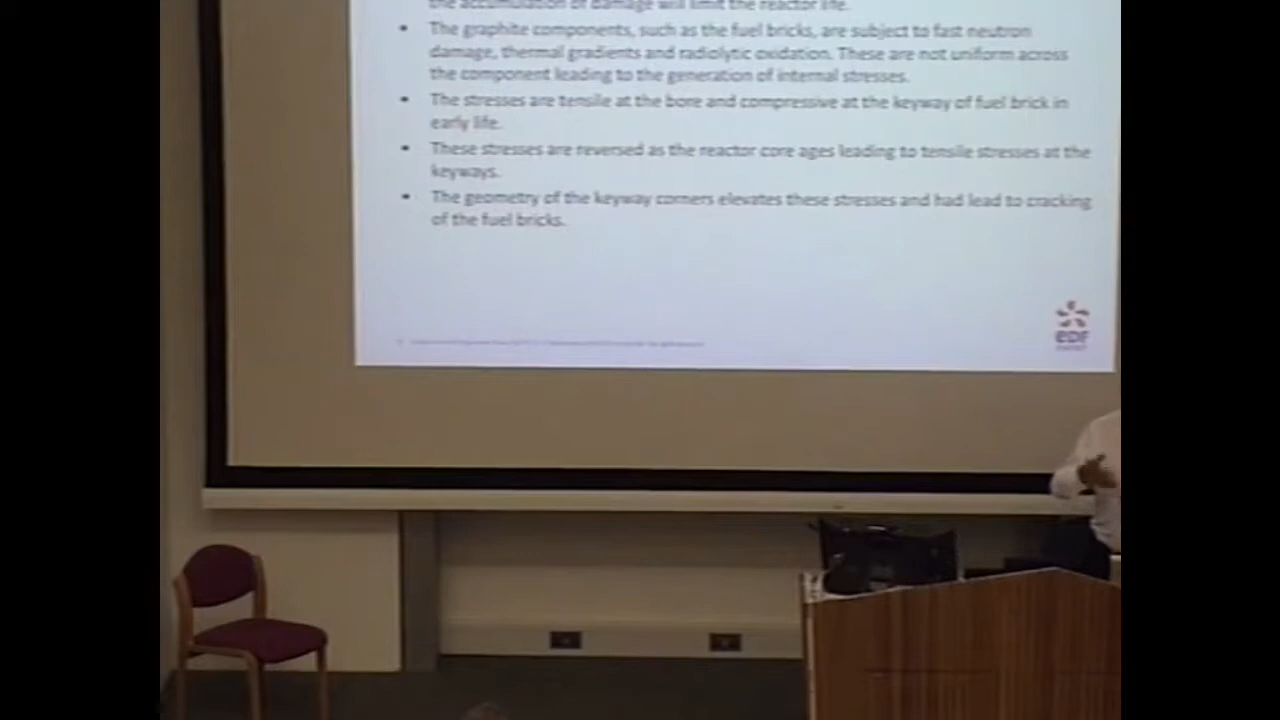 the accumulation of damage will limit the reactor life.
• The graphite components, such as the fuel bricks, are subject to fast neutron
damage, thermal gradients and radiolytic oxidation. These are not uniform across
the component leading to the generation of internal stresses.
• The stresses are tensile at the bore and compressive at the keyway of fuel brick in
early life.
• These stresses are reversed as the reactor core ages leading to tensile stresses at the
keyways.
• The geometry of the keyway corners elevates these stresses and had lead to cracking
of the fuel bricks.
eDF